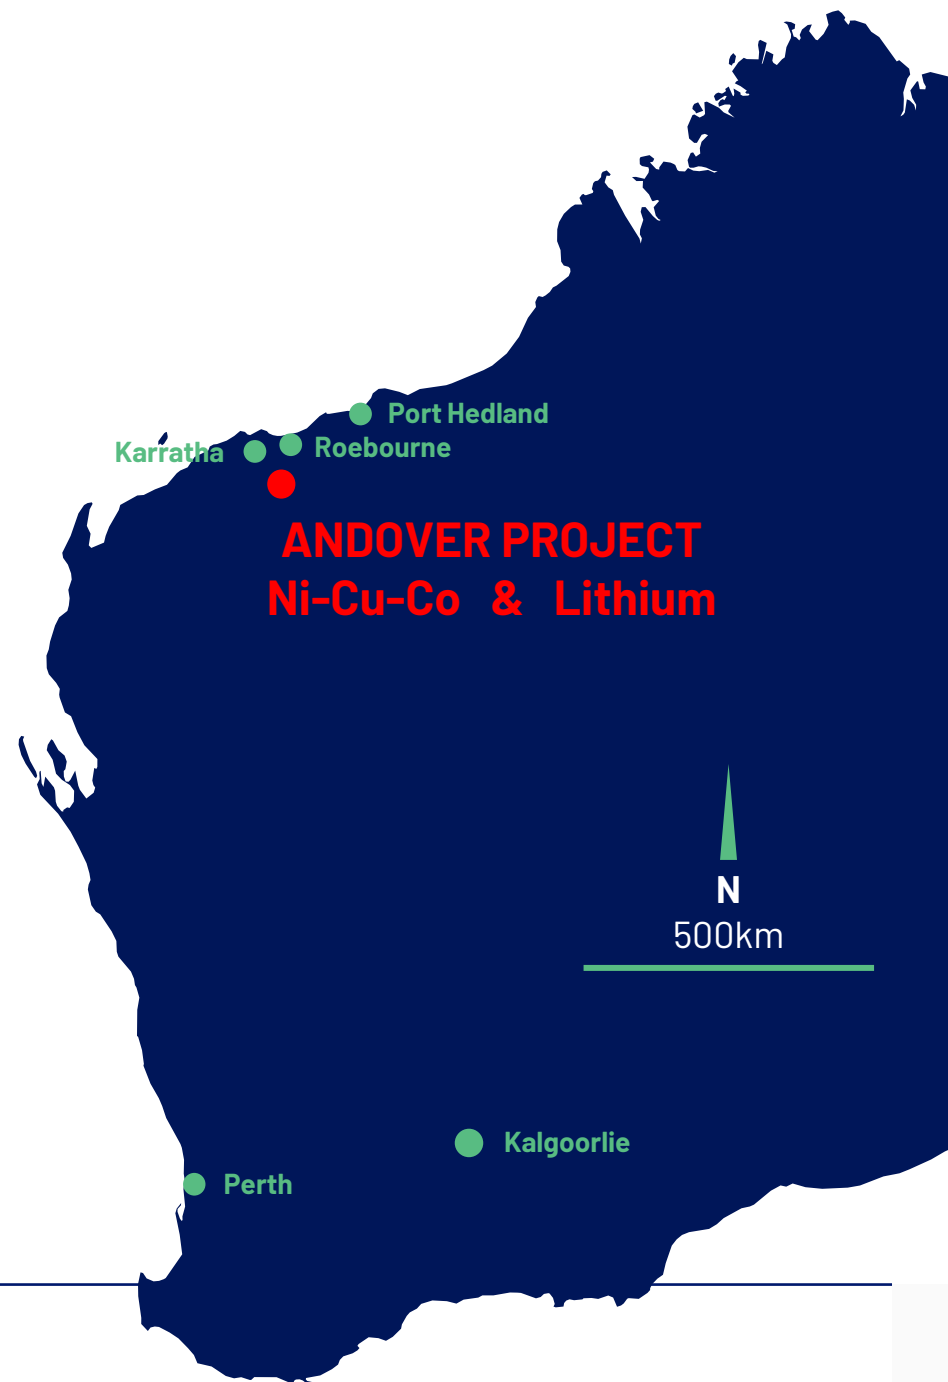 Port Hedland
Karratha
Roebourne
ANDOVER PROJECT
Ni-Cu-Co & Lithium
N
500km
Kalgoorlie
Perth